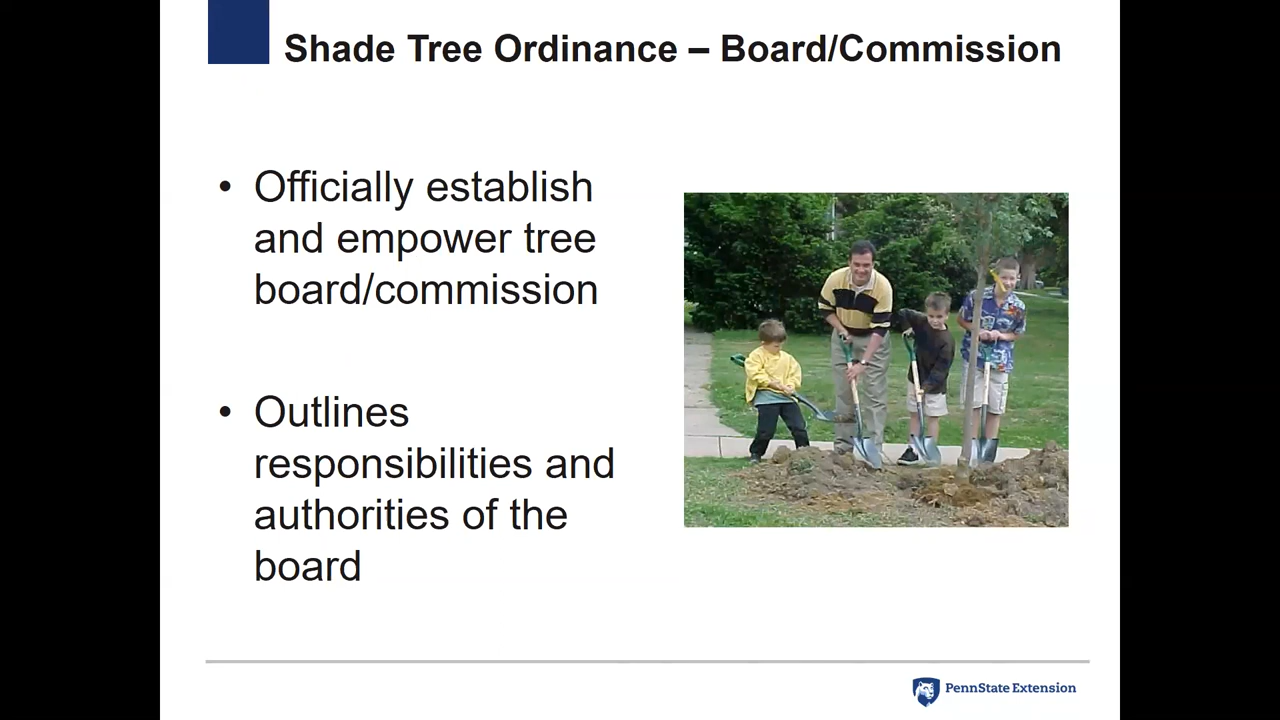 Shade Tree Ordinance – Board/Commission
• Officially establish
and empower tree
board/commission
• Outlines
responsibilities and
authorities of the
board
PennState Extension